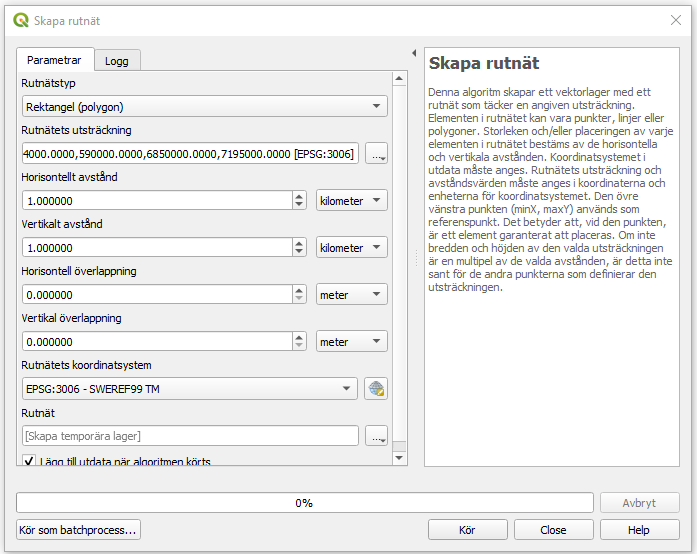 Skapa rutnät
Parametrar
Logg
Rutnätstyp
Rektangel (polygon)
Rutnätets utsträckning
4000.0000,590000.0000,6850000.0000,7195000.0000 [EPSG:3006]
...
Horisontellt avstånd
1.000000
kilometer
Vertikalt avstånd
1.000000
kilometer
Horisontell överlappning
0.000000
meter
Vertikal överlappning
0.000000
meter
Rutnätets koordinatsystem
EPSG:3006 - SWEREF99 TM
Rutnät
[Skapa temporära lager]
...
Lägg till utdata när algoritmen körts
Skapa rutnät
Denna algoritm skapar ett vektorlager med ett
rutnät som täcker en angiven utsträckning.
Elementen i rutnätet kan vara punkter, linjer eller
polygoner. Storleken och/eller placeringen av varje
elementen i rutnätet bestäms av de horisontella
och vertikala avstånden. Koordinatsystemet i
utdata måste anges. Rutnätets utsträckning och
avståndsvärden måste anges i koordinaterna och
enheterna för koordinatsystemet. Den övre
vänstra punkten (minX, maxY) används som
referenspunkt. Det betyder att, vid den punkten,
är ett element garanterat att placeras. Om inte
bredden och höjden av den valda utsträckningen
är en multipel av de valda avstånden, är detta inte
sant för de andra punkterna som definierar den
utsträckningen.
0%
Avbryt
Kör som batchprocess...
Kör
Close
Help